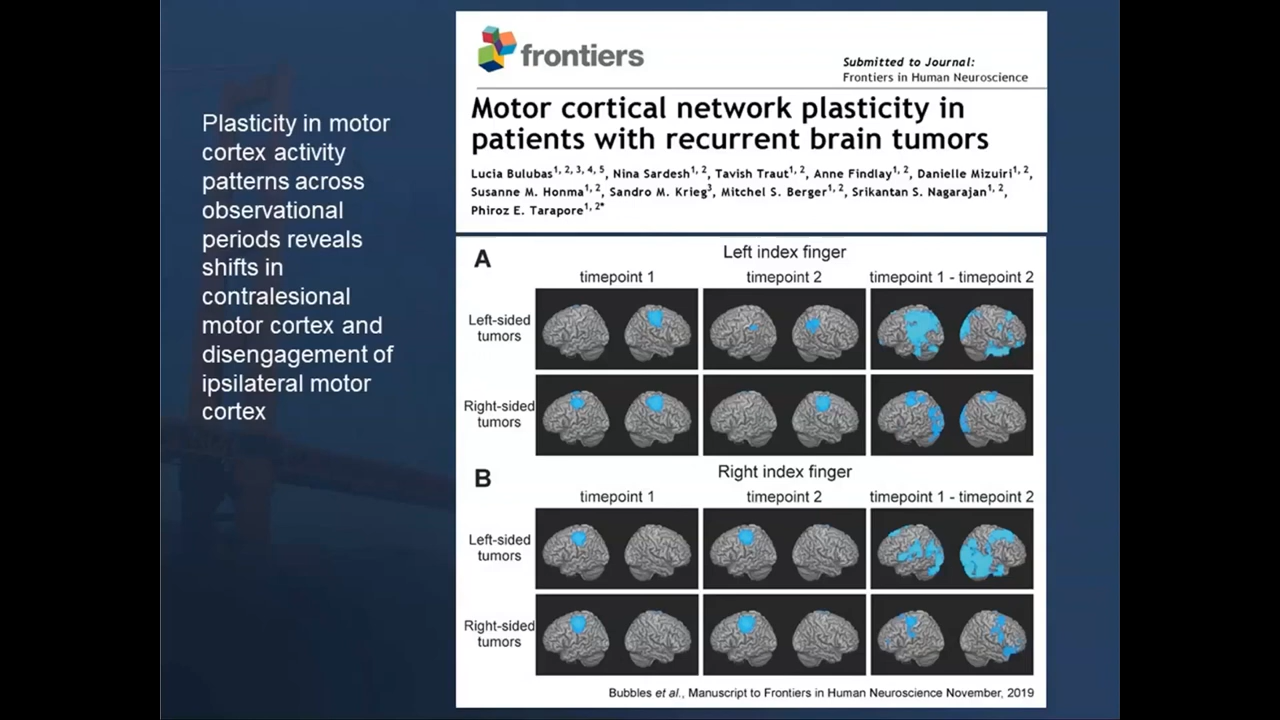 Plasticity in motor
cortex activity
patterns across
observational
periods reveals
shifts in
contralesional
motor cortex and
disengagement of
ipsilateral motor
cortex
frontiers
Submitted to Journal:
Frontiers in Human Neuroscience
Motor cortical network plasticity in
patients with recurrent brain tumors
Lucia Bulubas1, 2, 3, 4, 5, Nina Sardesh1, 2, Tavish Traut1, 2, Anne Findlay1, 2, Danielle Mizuiri1, 2,
Susanne M. Honma1, 2, Sandro M. Krieg3, Mitchel S. Berger1, 2, Srikantan S. Nagarajan1, 2,
Phiroz E. Tarapore1, 2*
A
Left index finger
timepoint 1 timepoint 2 timepoint 1 - timepoint 2
Left-sided
tumors
Right-sided
tumors
B
Right index finger
timepoint 1 timepoint 2 timepoint 1 - timepoint 2
Left-sided
tumors
Right-sided
tumors
Bubbles et al., Manuscript to Frontiers in Human Neuroscience November, 2019